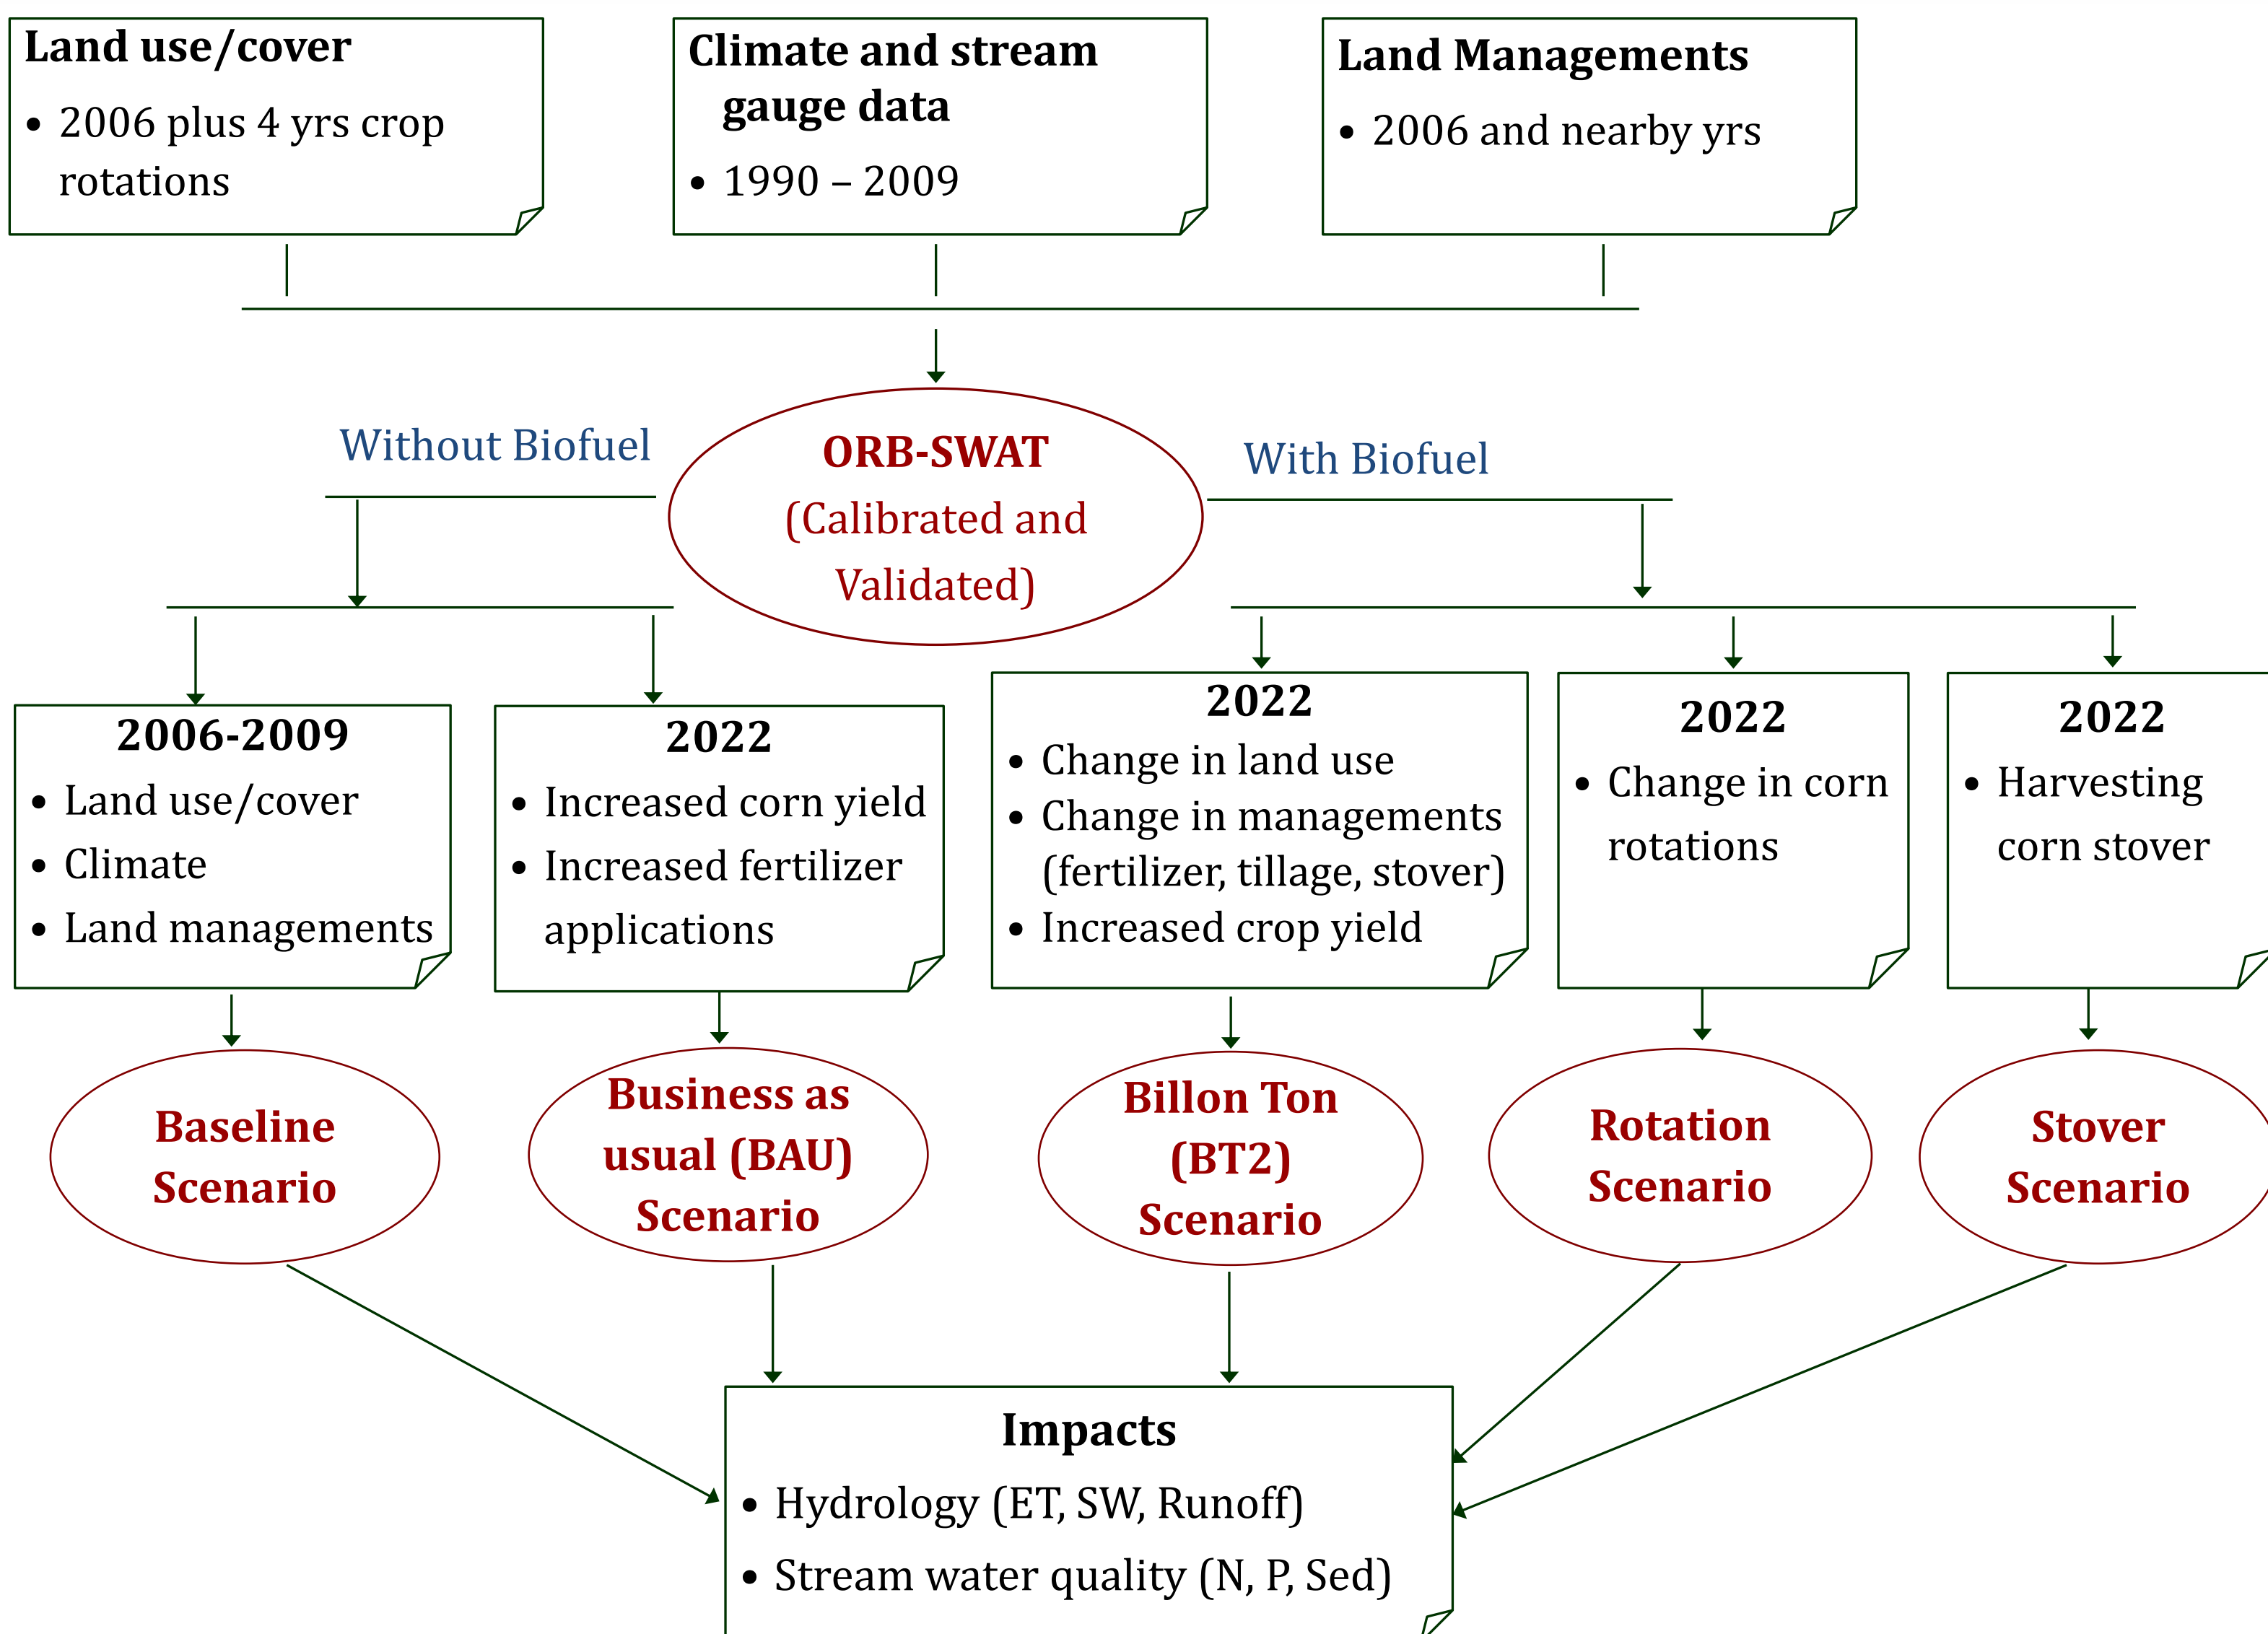 Land use/cover
• 2006 plus 4 yrs crop
rotations
Climate and stream
gauge data
• 1990 – 2009
Land Managements
• 2006 and nearby yrs
Without Biofuel
ORB-SWAT
(Calibrated and
Validated)
With Biofuel
2006-2009
• Land use/cover
• Climate
• Land managements
2022
• Increased corn yield
• Increased fertilizer
applications
2022
• Change in land use
• Change in managements
(fertilizer, tillage, stover)
• Increased crop yield
2022
• Change in corn
rotations
2022
• Harvesting
corn stover
Baseline
Scenario
Business as
usual (BAU)
Scenario
Billon Ton
(BT2)
Scenario
Rotation
Scenario
Stover
Scenario
Impacts
• Hydrology (ET, SW, Runoff)
• Stream water quality (N, P, Sed)